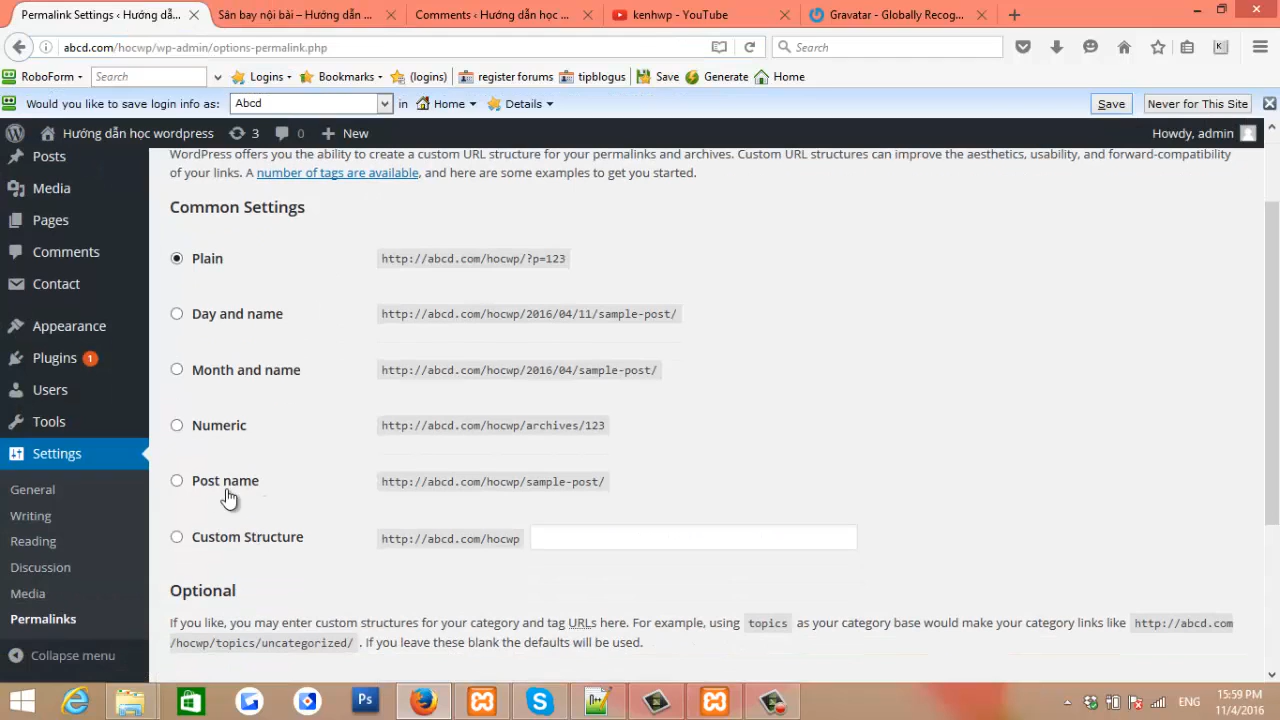 Permalink Settings ‹ Hướng dẫ...
Sân bay nội bài – Hướng dẫn ...
Comments ‹ Hướng dẫn học ...
kenhwp - YouTube
Gravatar - Globally Recog...
abcd.com/hocwp/wp-admin/options-permalink.php
Search
RoboForm
Search
Logins
Bookmarks
(logins)
register forums
tipblogus
Save
Generate
Home
Would you like to save login info as:
Abcd
in
Home
Details
Save
Never for This Site
Hướng dẫn học wordpress
3
0
New
Howdy, admin
Posts
Media
Pages
Comments
Contact
Appearance
Plugins 1
Users
Tools
Settings
General
Writing
Reading
Discussion
Media
Permalinks
Collapse menu
WordPress offers you the ability to create a custom URL structure for your permalinks and archives. Custom URL structures can improve the aesthetics, usability, and forward-compatibility
of your links. A number of tags are available, and here are some examples to get you started.
Common Settings
Plain http://abcd.com/hocwp/?p=123
Day and name http://abcd.com/hocwp/2016/04/11/sample-post/
Month and name http://abcd.com/hocwp/2016/04/sample-post/
Numeric http://abcd.com/hocwp/archives/123
Post name http://abcd.com/hocwp/sample-post/
Custom Structure http://abcd.com/hocwp
Optional
If you like, you may enter custom structures for your category and tag URLs here. For example, using topics as your category base would make your category links like http://abcd.com
/hocwp/topics/uncategorized/ . If you leave these blank the defaults will be used.
Ps
ENG
15:59 PM
11/4/2016